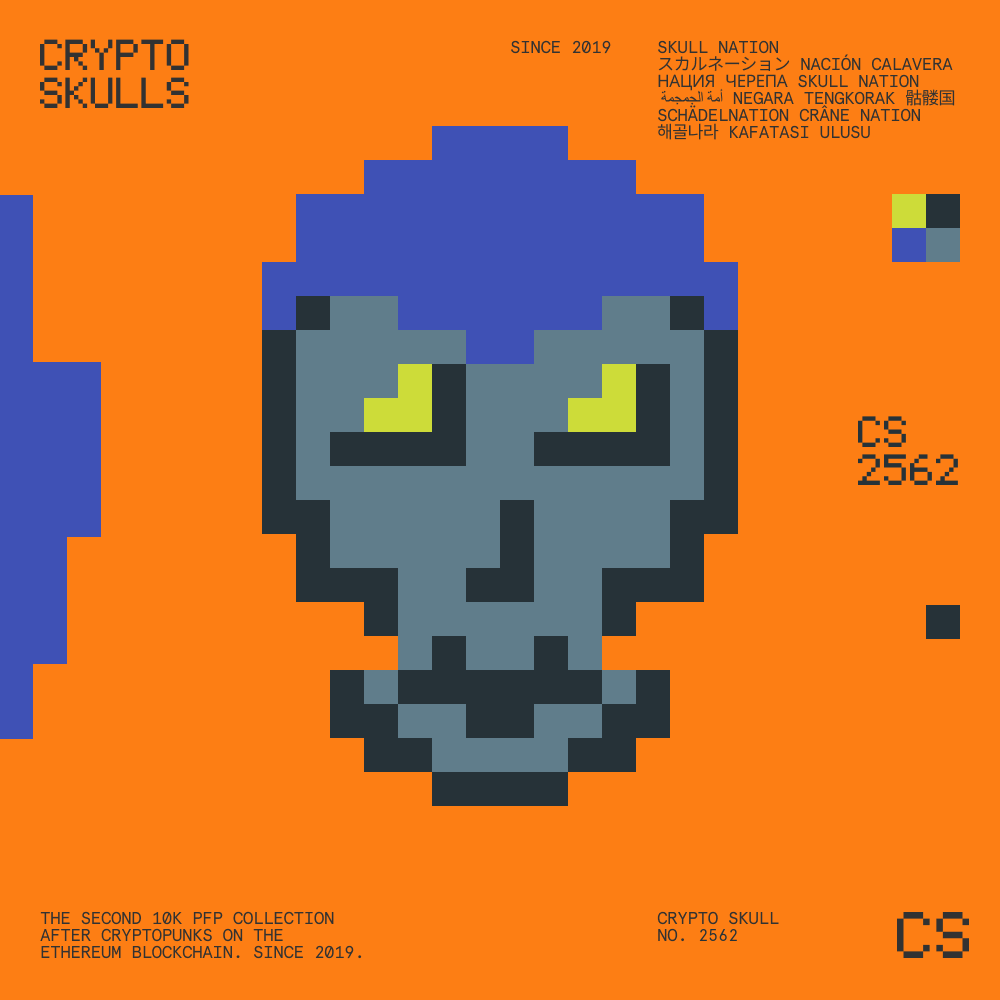 CRYPTO
SKULLS
SINCE 2019
SKULL NATION
スカルネーション NACIÓN CALAVERA
НАЦИЯ ЧЕРЕПА SKULL NATION
أمة الجمجمة NEGARA TENGKORAK 骷髅国
SCHÄDELNATION CRÂNE NATION
해골나라 KAFATASI ULUSU
CS
2562
THE SECOND 10K PFP COLLECTION
AFTER CRYPTOPUNKS ON THE
ETHEREUM BLOCKCHAIN. SINCE 2019.
CRYPTO SKULL
NO. 2562
CS